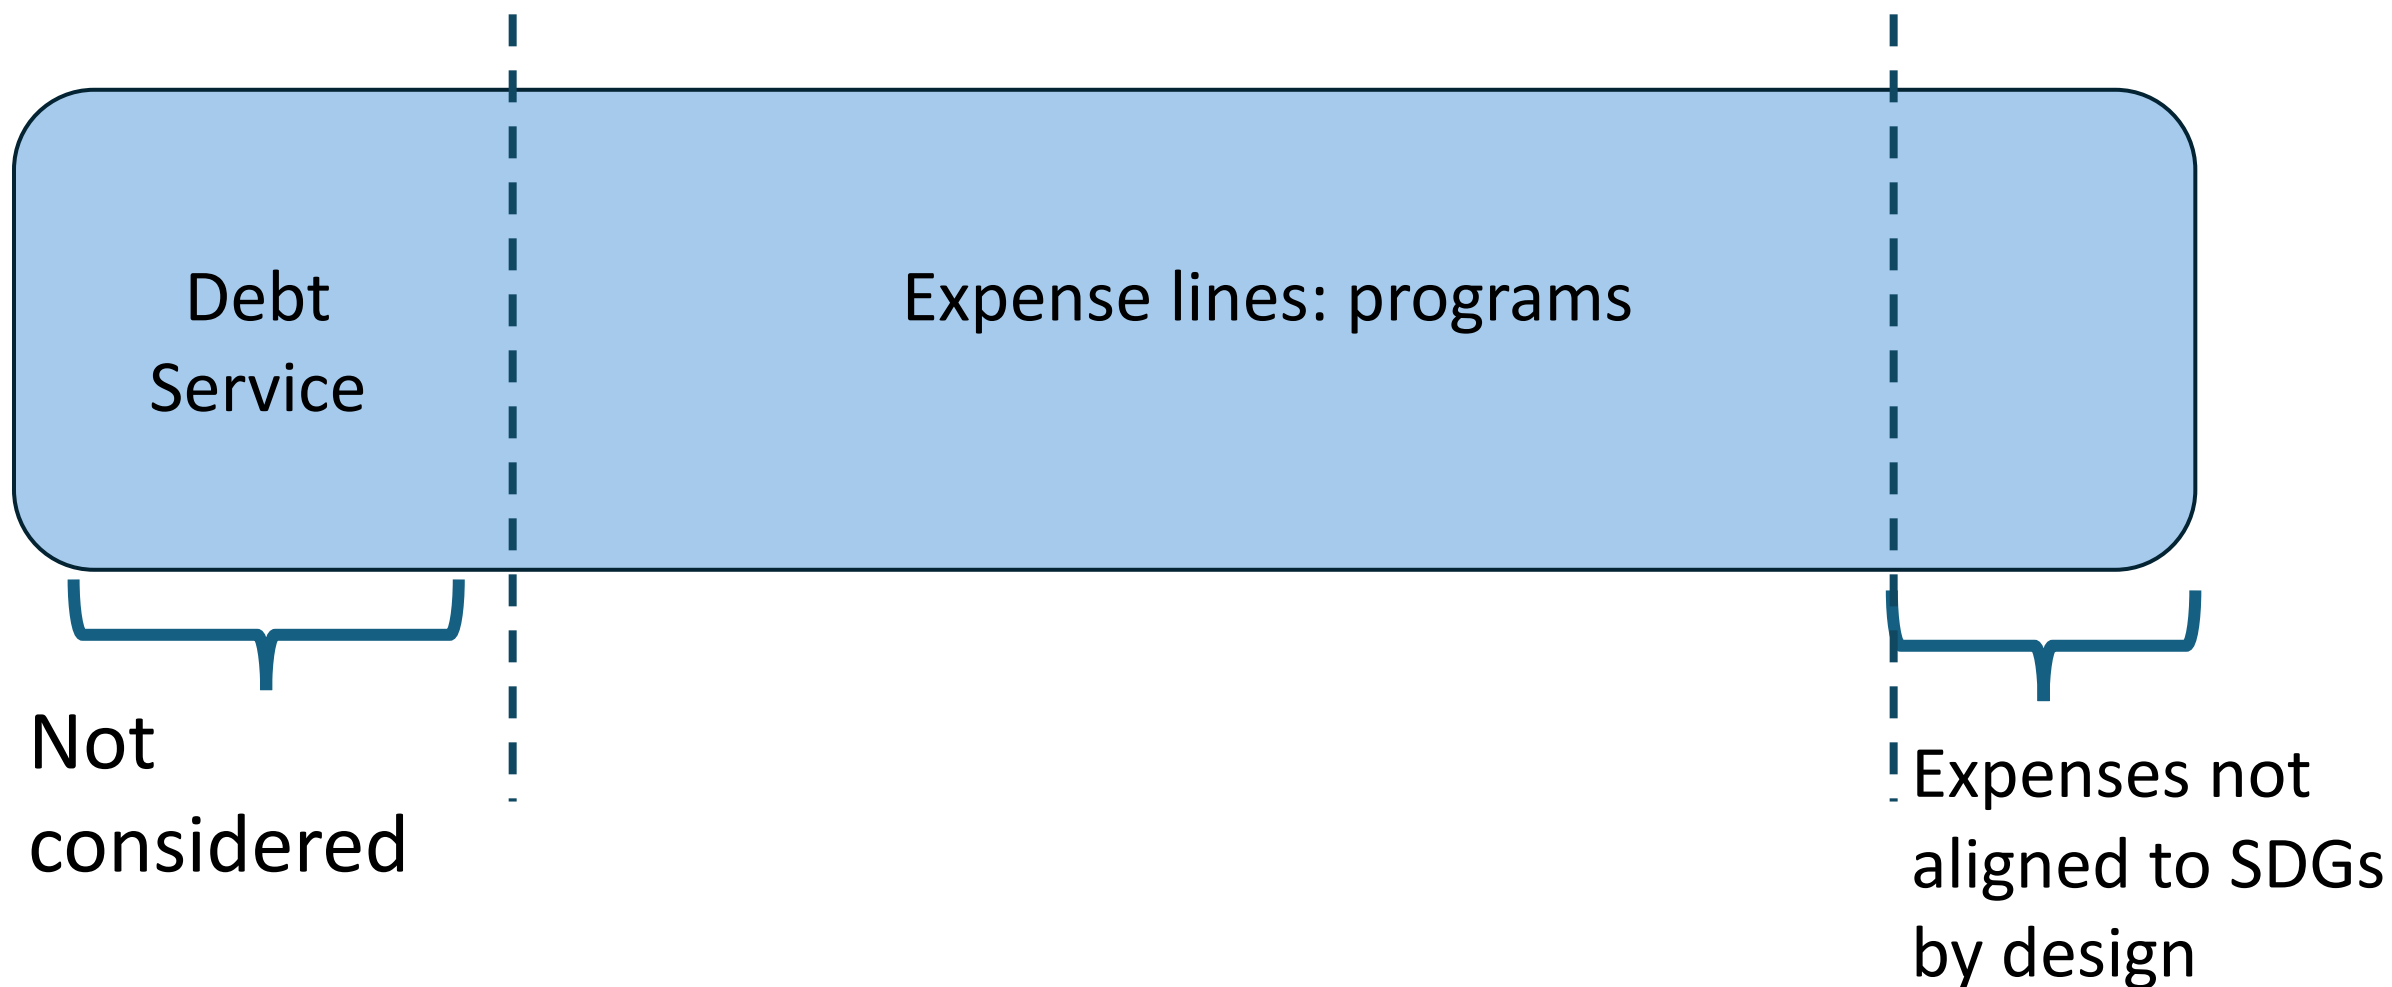 Debt
Service
Expense lines: programs
Not
considered
Expenses not
aligned to SDGs
by design